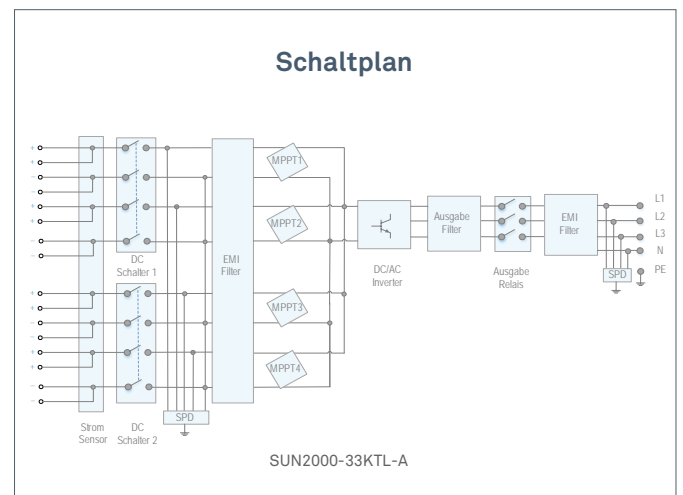 Schaltplan
+
+
-
-
+
+
-
-
+
+
-
-
+
+
-
-
DC
Schalter 1
DC
Schalter 2
Strom
Sensor
SPD
EMI
Filter
MPPT1
MPPT2
MPPT3
MPPT4
DC/AC
Inverter
Ausgabe
Filter
Ausgabe
Relais
EMI
Filter
SPD
L1
L2
L3
N
PE
SUN2000-33KTL-A